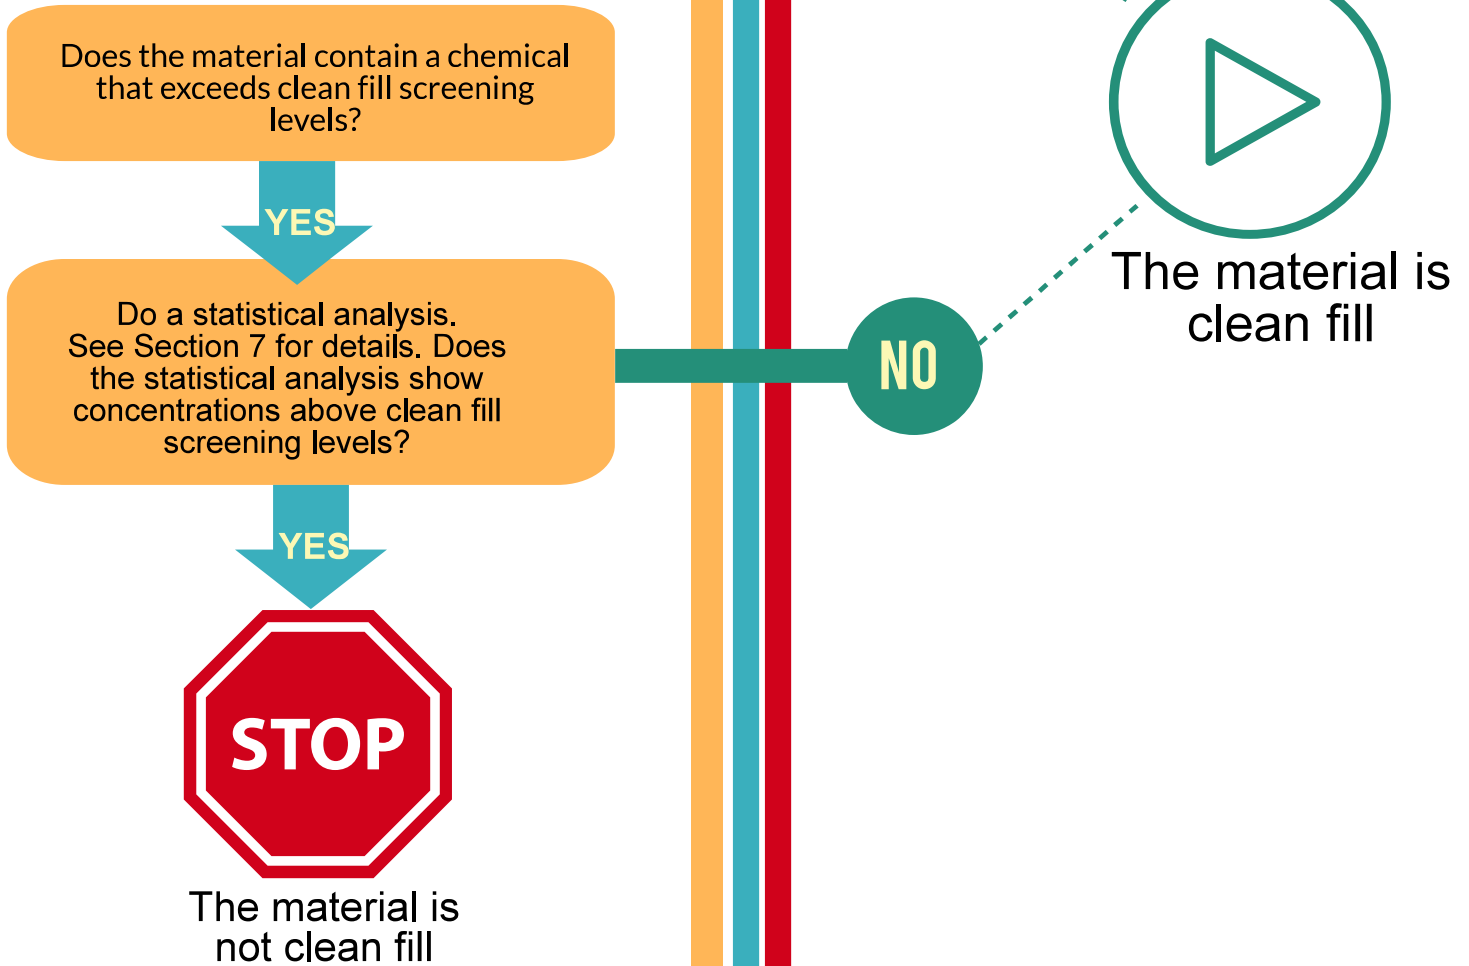 Does the material contain a chemical
that exceeds clean fill screening
levels?
YES
Do a statistical analysis.
See Section 7 for details. Does
the statistical analysis show
concentrations above clean fill
screening levels?
NO
The material is
clean fill
YES
STOP
The material is
not clean fill